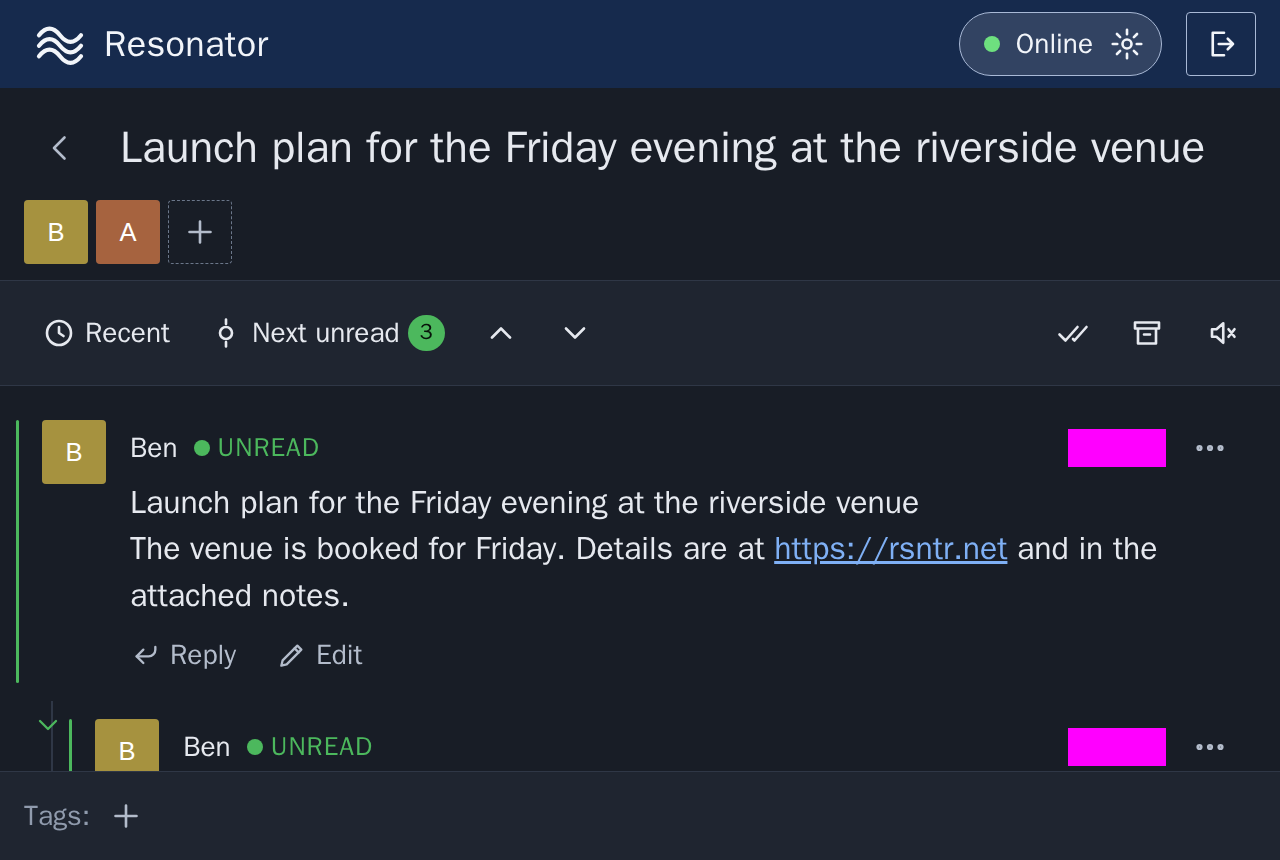 Resonator
Online
Launch plan for the Friday evening at the riverside venue
B
A
Recent
Next unread 3
B
Ben UNREAD
Launch plan for the Friday evening at the riverside venue
The venue is booked for Friday. Details are at https://rsntr.net and in the
attached notes.
Reply
Edit
B
Ben UNREAD
Tags: